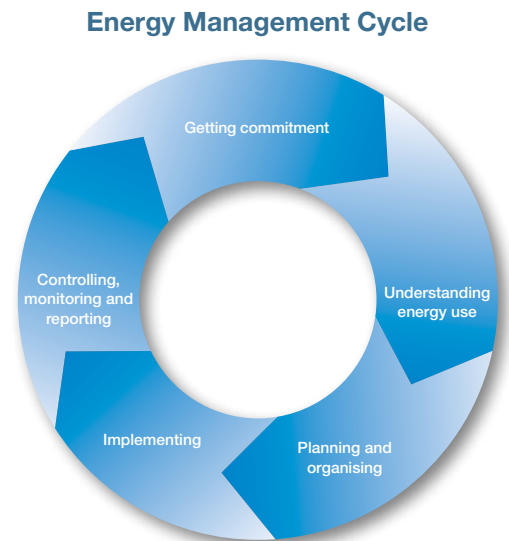 Energy Management Cycle
Getting commitment
Understanding
energy use
Planning and
organising
Implementing
Controlling,
monitoring and
reporting